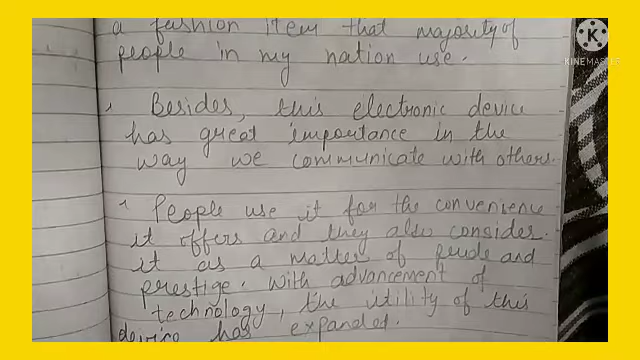 a fashion item that majority of
people in my nation use.
Besides, this electronic device
has great importance in the
way we communicate with others.
People use it for the convenience
it offers and they also consider
it as a matter of pride and
prestige. With advancement of
technology, the utility of this
device has expanded.
KINEMASTER